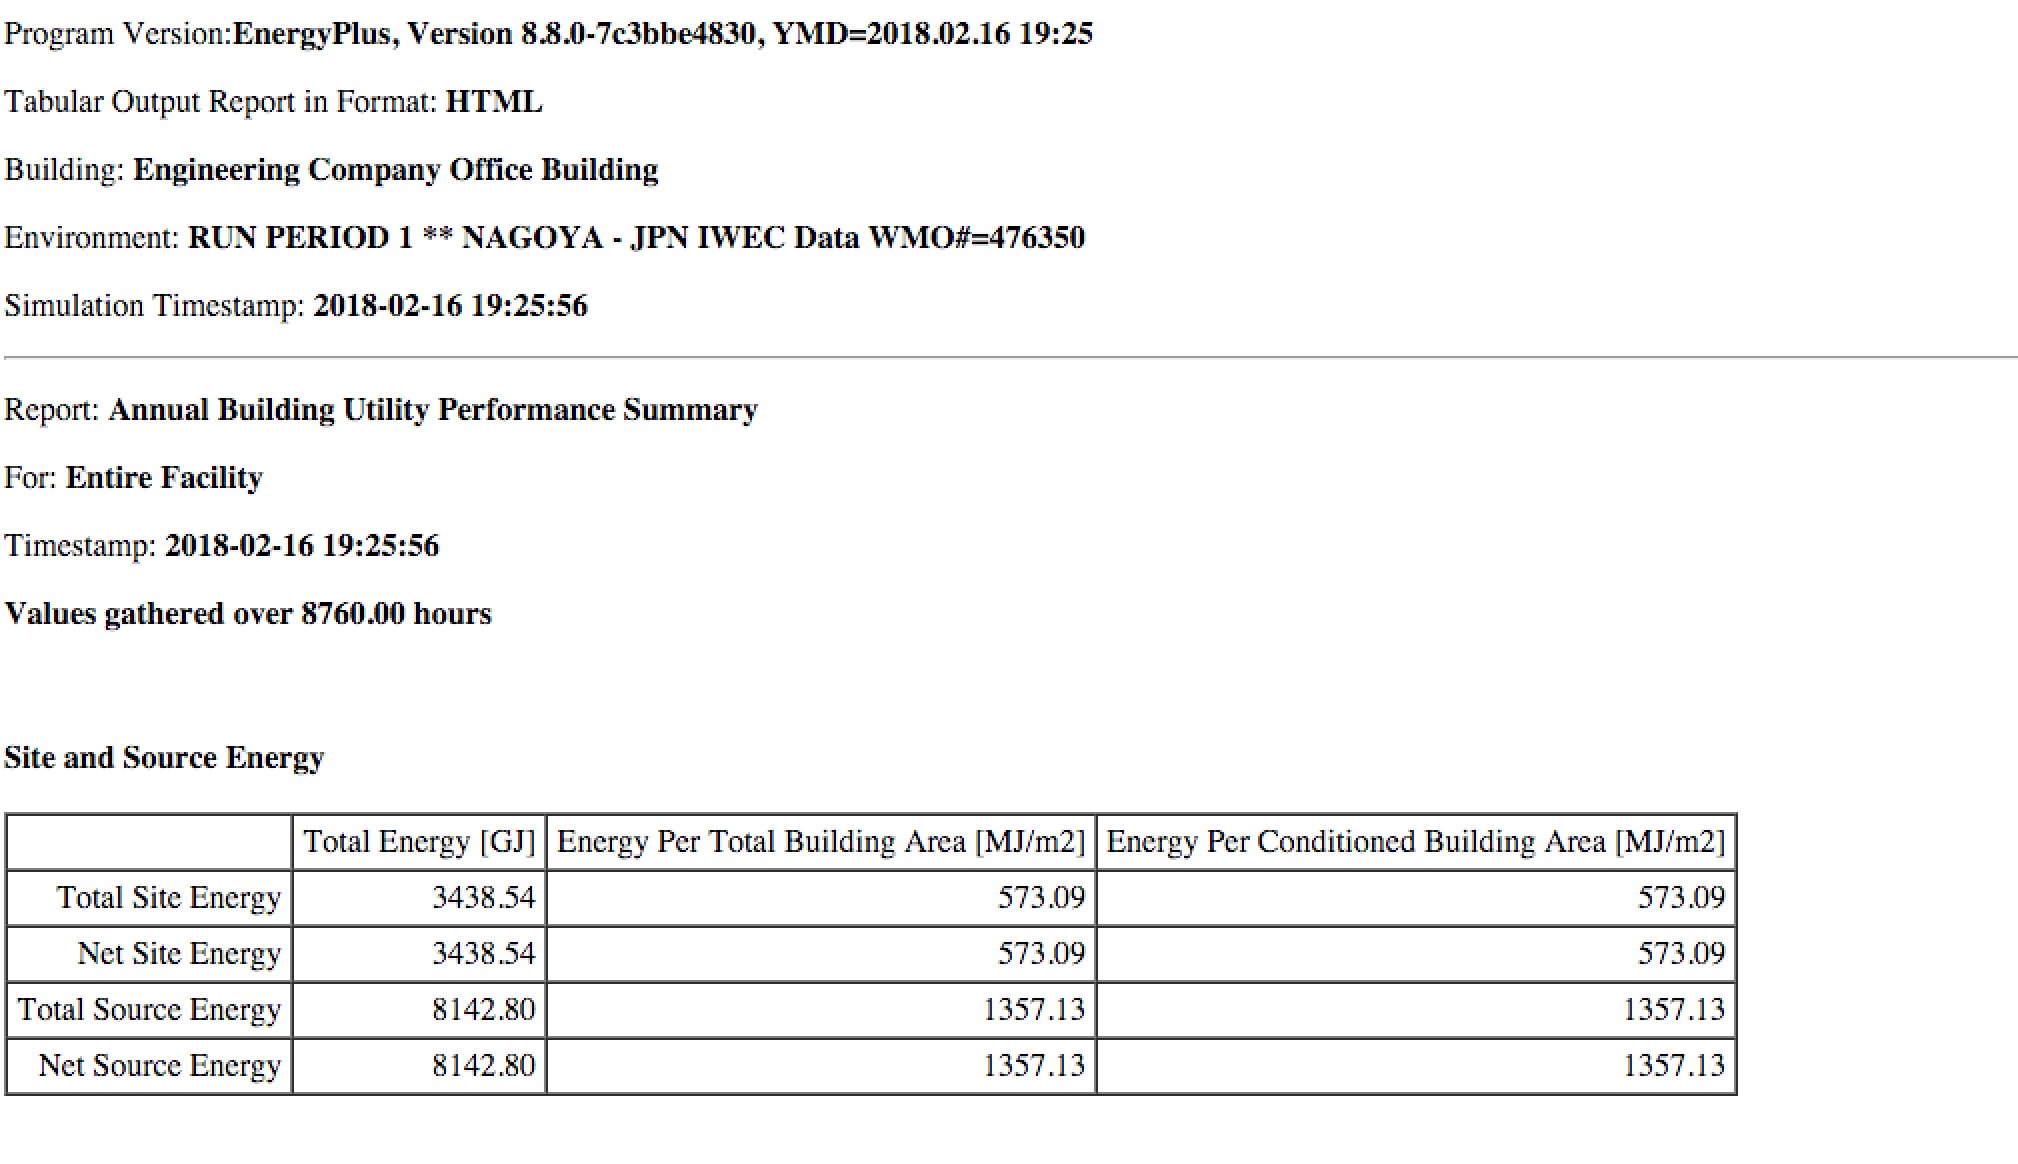 Program Version:EnergyPlus, Version 8.8.0-7c3bbe4830, YMD=2018.02.16 19:25
Tabular Output Report in Format: HTML
Building: Engineering Company Office Building
Environment: RUN PERIOD 1 ** NAGOYA - JPN IWEC Data WMO#=476350
Simulation Timestamp: 2018-02-16 19:25:56
Report: Annual Building Utility Performance Summary
For: Entire Facility
Timestamp: 2018-02-16 19:25:56
Values gathered over 8760.00 hours
Site and Source Energy
Total Energy [GJ] Energy Per Total Building Area [MJ/m2] Energy Per Conditioned Building Area [MJ/m2]
Total Site Energy 3438.54 573.09 573.09
Net Site Energy 3438.54 573.09 573.09
Total Source Energy 8142.80 1357.13 1357.13
Net Source Energy 8142.80 1357.13 1357.13